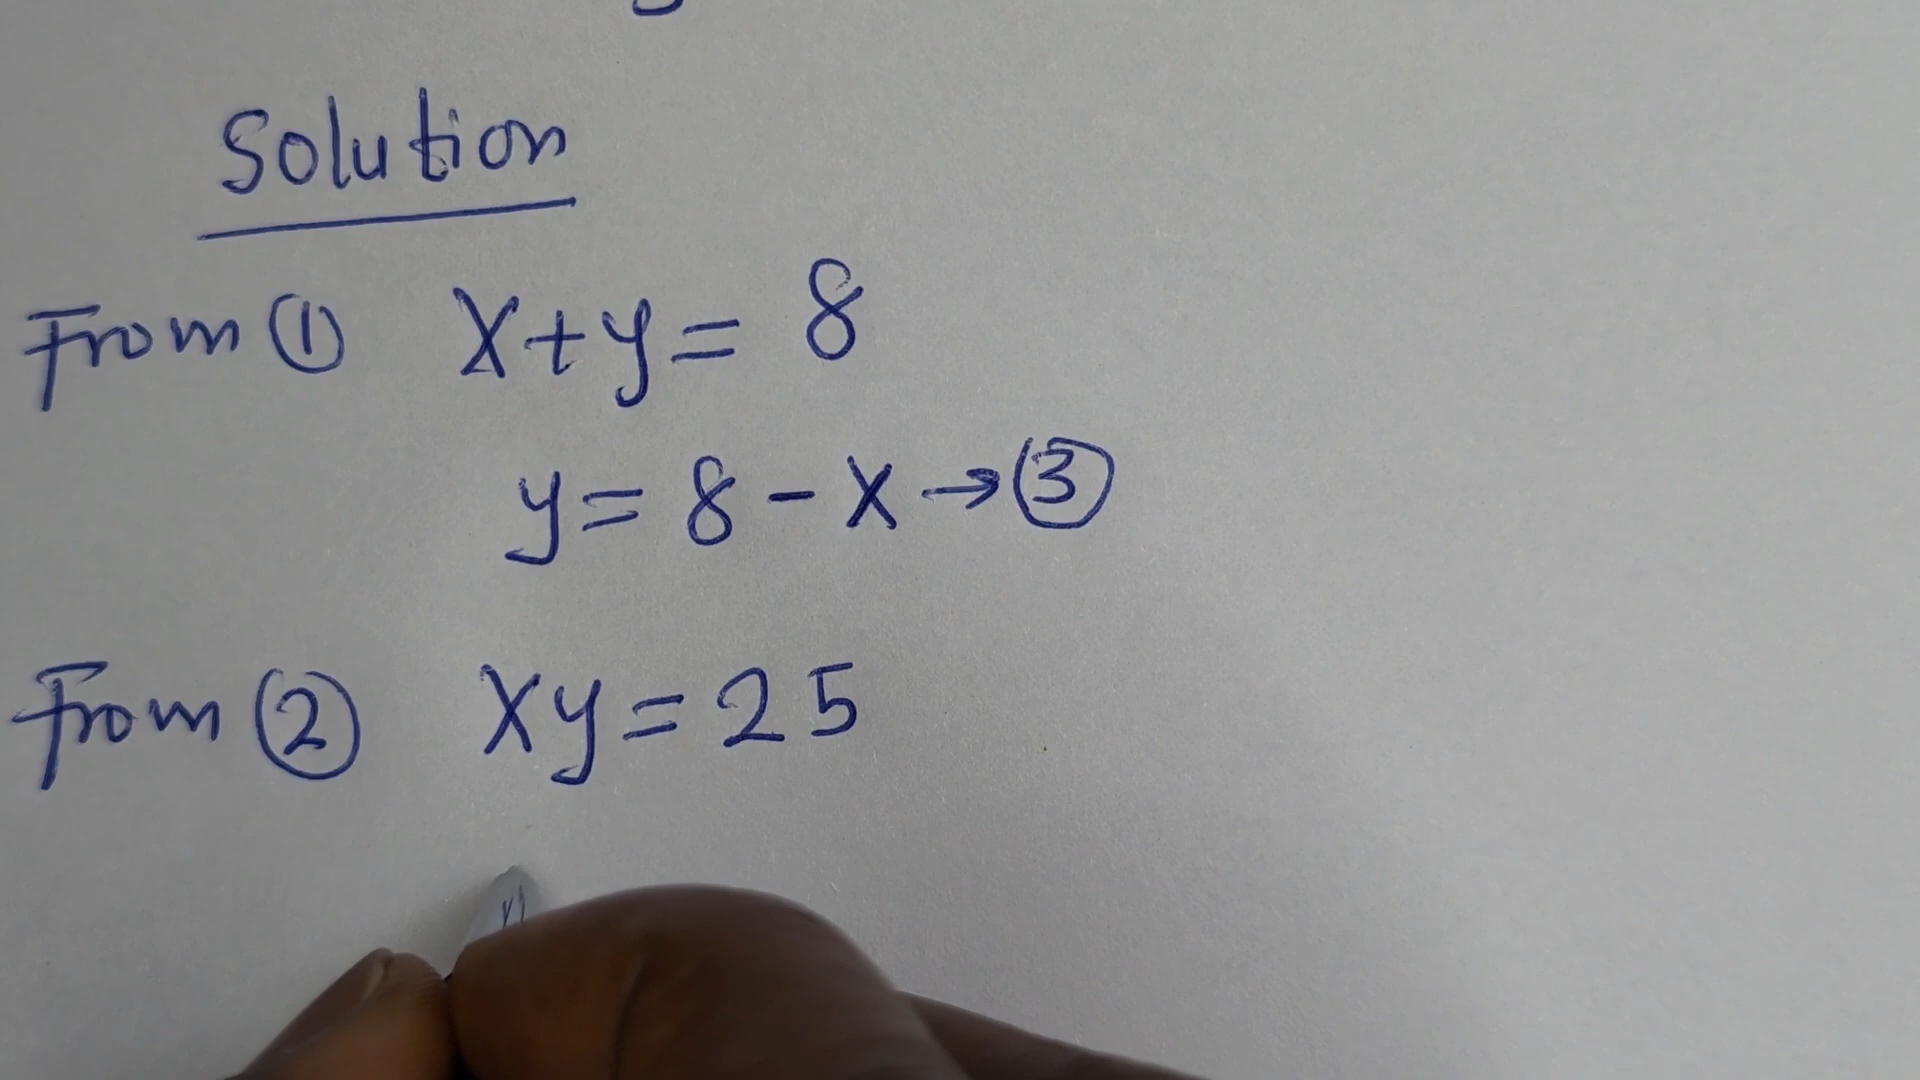 Solution
From ① X+y= 8
y= 8-X→③
From ② Xy=25